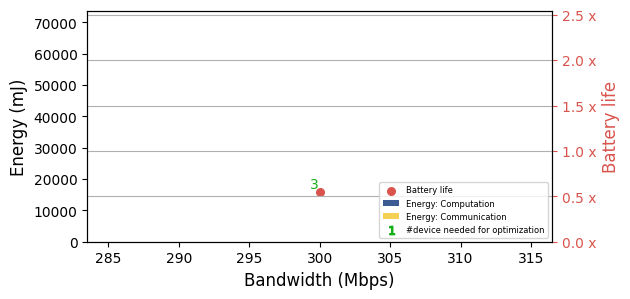 70000
60000
50000
40000
30000
20000
10000
0
Energy (mJ)
2.5 x
2.0 x
1.5 x
1.0 x
0.5 x
0.0 x
Battery life
3
Battery life
Energy: Computation
Energy: Communication
1 #device needed for optimization
285 290 295 300 305 310 315
Bandwidth (Mbps)